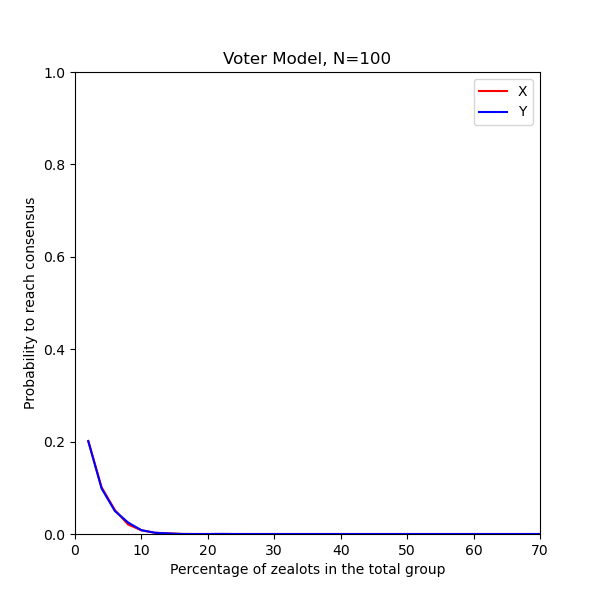 Voter Model, N=100
X
Y
1.0
0.8
0.6
0.4
0.2
0.0
Probability to reach consensus
0 10 20 30 40 50 60 70
Percentage of zealots in the total group